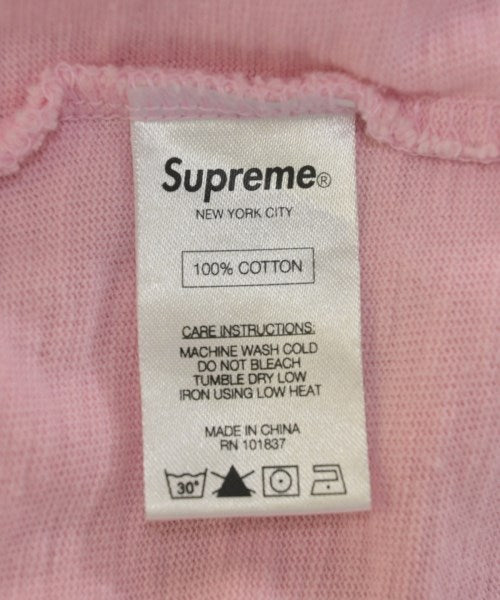 Supreme®
NEW YORK CITY
100% COTTON
CARE INSTRUCTIONS:
MACHINE WASH COLD
DO NOT BLEACH
TUMBLE DRY LOW
IRON USING LOW HEAT
MADE IN CHINA
RN 101837
30°